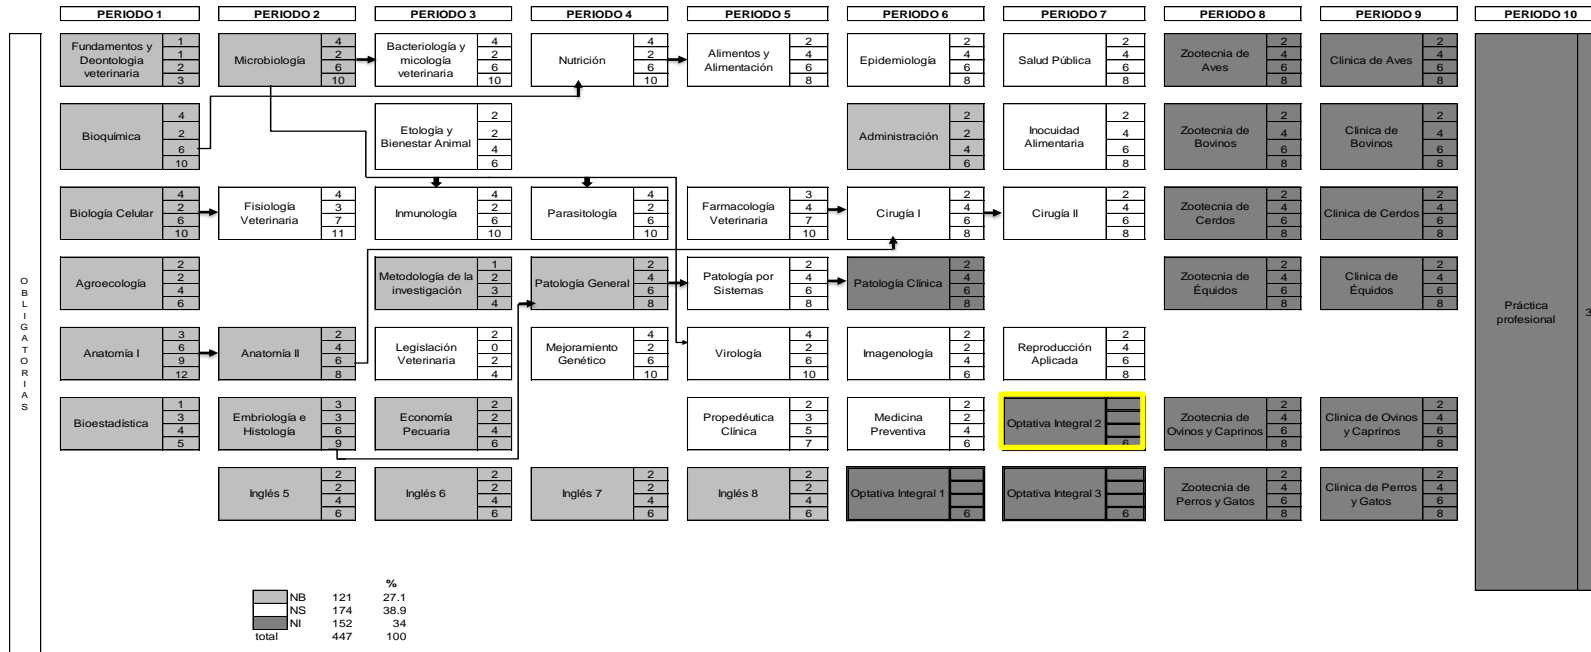 PERIODO 1 PERIODO 2 PERIODO 3 PERIODO 4 PERIODO 5 PERIODO 6 PERIODO 7 PERIODO 8 PERIODO 9 PERIODO 10
OBLIGATORIAS
Fundamentos y
Deontologia
veterinaria
1
1
2
3
Microbiología
4
2
6
10
Bacteriología y
micología
veterinaria
4
2
6
10
Nutrición
4
2
6
10
Alimentos y
Alimentación
2
4
6
8
Epidemiología
2
4
6
8
Salud Pública
2
4
6
8
Zootecnia de
Aves
2
4
6
8
Clinica de Aves
2
4
6
8
Bioquímica
4
2
6
10
Etología y
Bienestar Animal
2
2
4
6
Administración
2
2
4
6
Inocuidad
Alimentaria
2
4
6
8
Zootecnia de
Bovinos
2
4
6
8
Clinica de
Bovinos
2
4
6
8
Biología Celular
4
2
6
10
Fisiología
Veterinaria
4
3
7
11
Inmunología
4
2
6
10
Parasitología
4
2
6
10
Farmacología
Veterinaria
3
4
7
10
Cirugía I
2
4
6
8
Cirugía II
2
4
6
8
Zootecnia de
Cerdos
2
4
6
8
Clinica de Cerdos
2
4
6
8
Agroecología
2
2
4
6
Metodología de la
investigación
1
2
3
4
Patología General
2
4
6
8
Patología por
Sistemas
2
4
6
8
Patología Clínica
2
4
6
8
Zootecnia de
Équidos
2
4
6
8
Clinica de
Équidos
2
4
6
8
Anatomía I
3
6
9
12
Anatomía II
2
4
6
8
Legislación
Veterinaria
2
0
2
4
Mejoramiento
Genético
4
2
6
10
Virología
4
2
6
10
Imagenología
2
2
4
6
Reproducción
Aplicada
2
4
6
8
Bioestadística
1
3
4
5
Embriología e
Histología
3
3
6
9
Economía
Pecuaria
2
2
4
6
Propedéutica
Clínica
2
3
5
7
Medicina
Preventiva
2
2
4
6
Optativa Integral 2
6
Zootecnia de
Ovinos y Caprinos
2
4
6
8
Clinica de Ovinos
y Caprinos
2
4
6
8
Inglés 5
2
2
4
6
Inglés 6
2
2
4
6
Inglés 7
2
2
4
6
Inglés 8
2
2
4
6
Optativa Integral 1
6
Optativa Integral 3
6
Zootecnia de
Perros y Gatos
2
4
6
8
Clinica de Perros
y Gatos
2
4
6
8
Práctica
profesional
%
NB 121 27.1
NS 174 38.9
NI 152 34
total 447 100